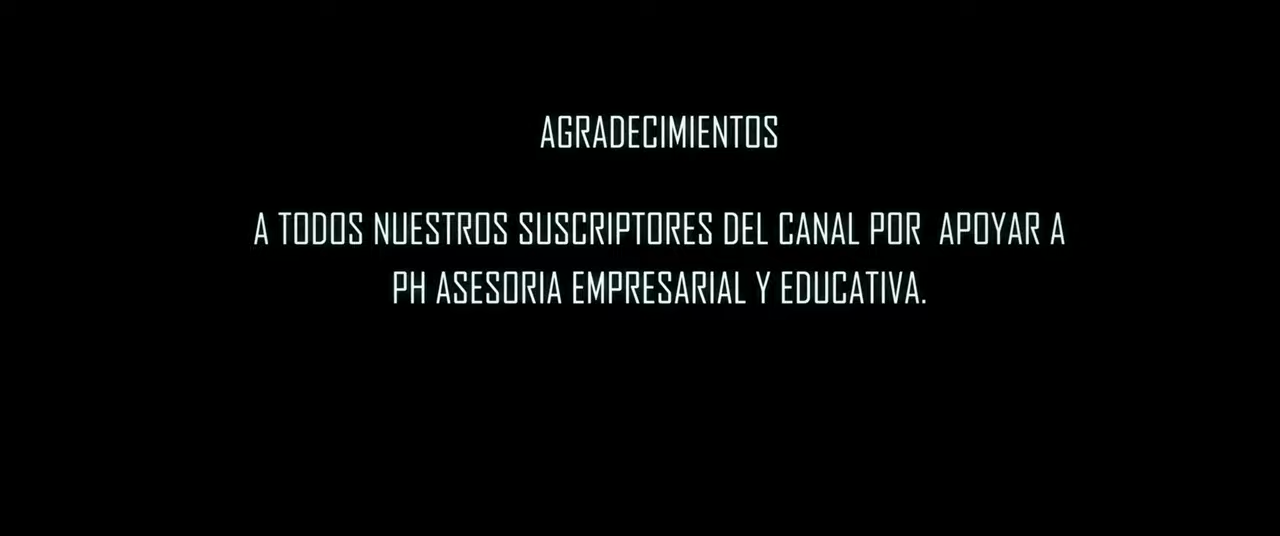 AGRADECIMIENTOS
A TODOS NUESTROS SUSCRIPTORES DEL CANAL POR  APOYAR A
PH ASESORIA EMPRESARIAL Y EDUCATIVA.